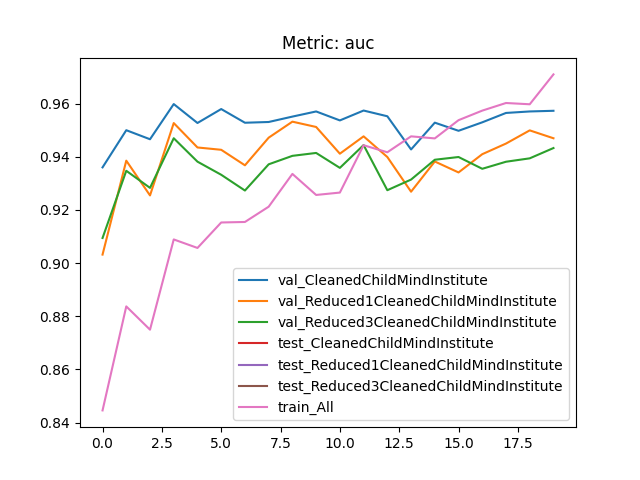 Metric: auc
0.96
0.94
0.92
0.90
0.88
0.86
0.84
val_CleanedChildMindInstitute
val_Reduced1CleanedChildMindInstitute
val_Reduced3CleanedChildMindInstitute
test_CleanedChildMindInstitute
test_Reduced1CleanedChildMindInstitute
test_Reduced3CleanedChildMindInstitute
train_All
0.0 2.5 5.0 7.5 10.0 12.5 15.0 17.5